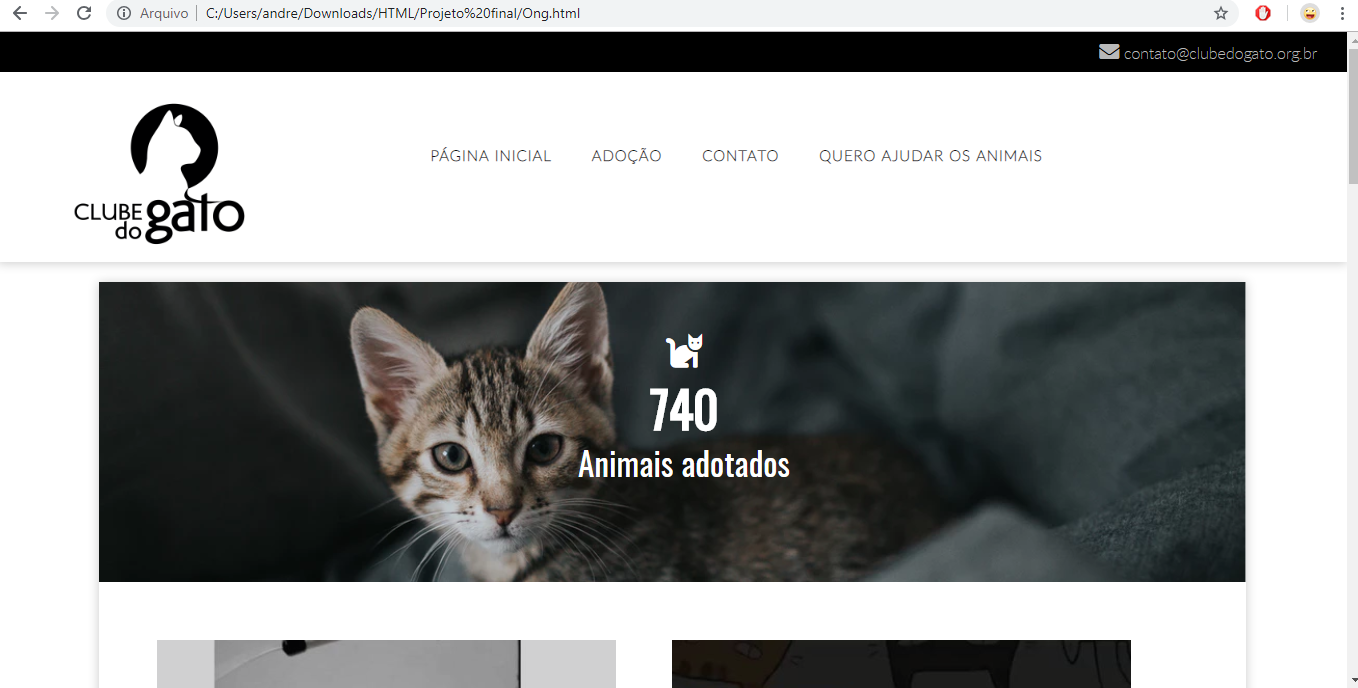 Arquivo C:/Users/andre/Downloads/HTML/Projeto%20final/Ong.html
contato@clubedogato.org.br
PÁGINA INICIAL ADOÇÃO CONTATO QUERO AJUDAR OS ANIMAIS
CLUBE
do gato
740
Animais adotados